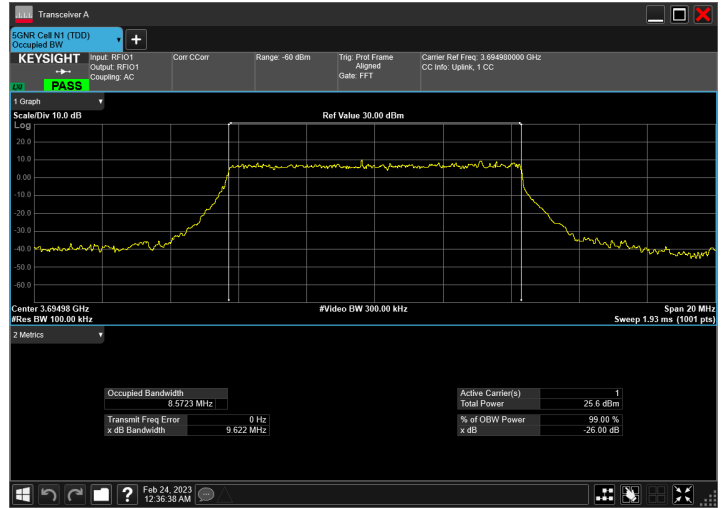 Transceiver A
5GNR Cell N1 (TDD)
Occupied BW
KEYSIGHT
Input: RFIO1
Output: RFIO1
Coupling: AC
Corr CCorr
Range: -60 dBm
Trig: Prot Frame
Aligned
Gate: FFT
Carrier Ref Freq: 3.694980000 GHz
CC Info: Uplink, 1 CC
LXI
PASS
1 Graph
Scale/Div 10.0 dB
Ref Value 30.00 dBm
Log
20.0
10.0
0.00
-10.0
-20.0
-30.0
-40.0
-50.0
-60.0
Center 3.69498 GHz
#Video BW 300.00 kHz
Span 20 MHz
#Res BW 100.00 kHz
Sweep 1.93 ms (1001 pts)
2 Metrics
Occupied Bandwidth
8.5723 MHz
Transmit Freq Error 0 Hz
x dB Bandwidth 9.622 MHz
Active Carrier(s) 1
Total Power 25.6 dBm
% of OBW Power 99.00 %
x dB -26.00 dB
?
Feb 24, 2023
12:36:38 AM